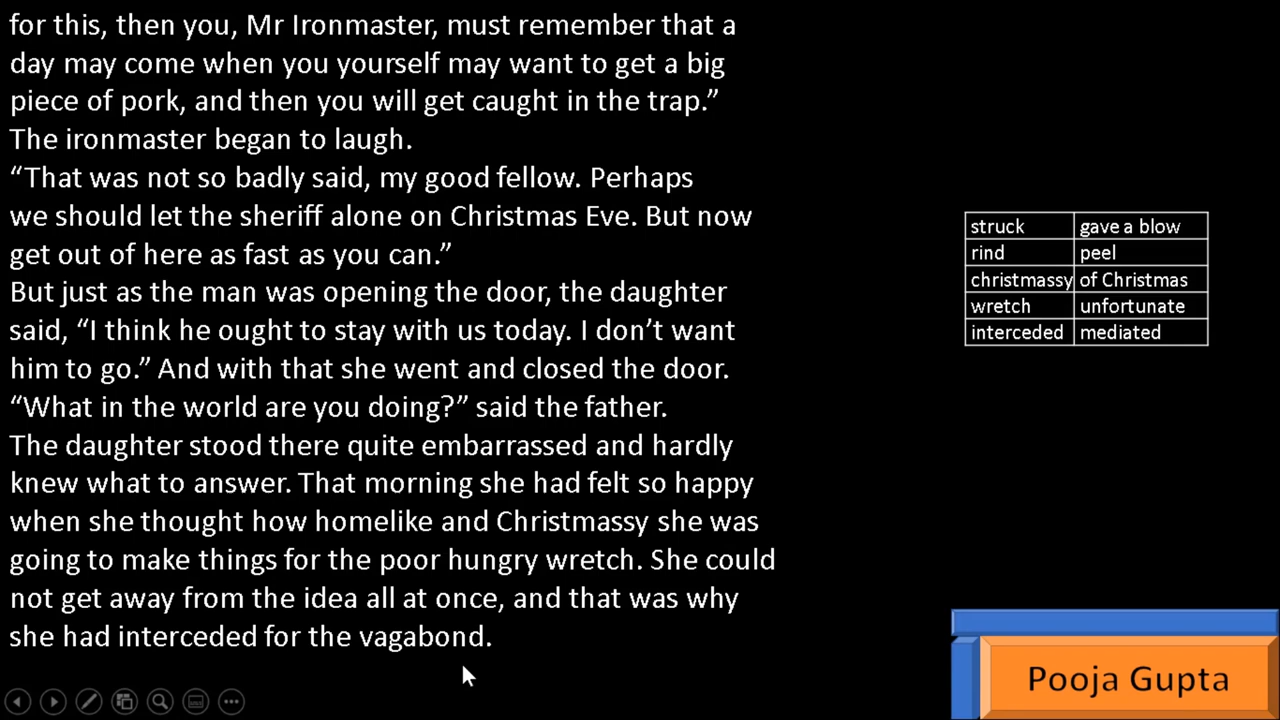 for this, then you, Mr Ironmaster, must remember that a
day may come when you yourself may want to get a big
piece of pork, and then you will get caught in the trap.”
The ironmaster began to laugh.
“That was not so badly said, my good fellow. Perhaps
we should let the sheriff alone on Christmas Eve. But now
get out of here as fast as you can.”
But just as the man was opening the door, the daughter
said, “I think he ought to stay with us today. I don’t want
him to go.” And with that she went and closed the door.
“What in the world are you doing?” said the father.
The daughter stood there quite embarrassed and hardly
knew what to answer. That morning she had felt so happy
when she thought how homelike and Christmassy she was
going to make things for the poor hungry wretch. She could
not get away from the idea all at once, and that was why
she had interceded for the vagabond.
struck gave a blow
rind peel
christmassy of Christmas
wretch unfortunate
interceded mediated
Pooja Gupta